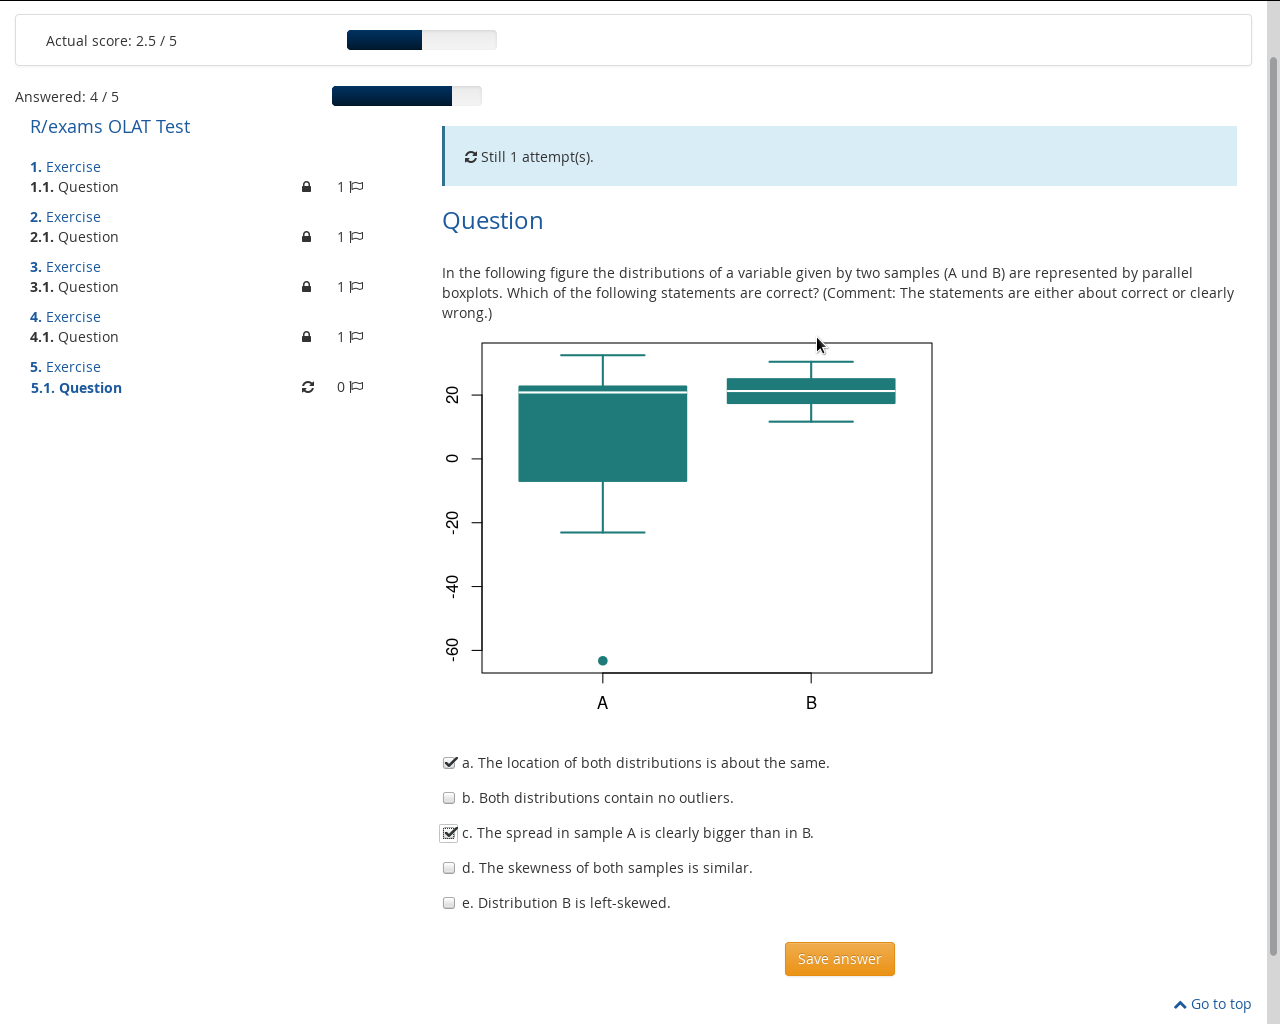 Actual score: 2.5 / 5
Answered: 4 / 5
R/exams OLAT Test
1. Exercise
1.1. Question 1
2. Exercise
2.1. Question 1
3. Exercise
3.1. Question 1
4. Exercise
4.1. Question 1
5. Exercise
5.1. Question 0
Still 1 attempt(s).
Question
In the following figure the distributions of a variable given by two samples (A und B) are represented by parallel
boxplots. Which of the following statements are correct? (Comment: The statements are either about correct or clearly
wrong.)
20
0
-20
-40
-60
A B
a. The location of both distributions is about the same.
b. Both distributions contain no outliers.
c. The spread in sample A is clearly bigger than in B.
d. The skewness of both samples is similar.
e. Distribution B is left-skewed.
Save answer
Go to top